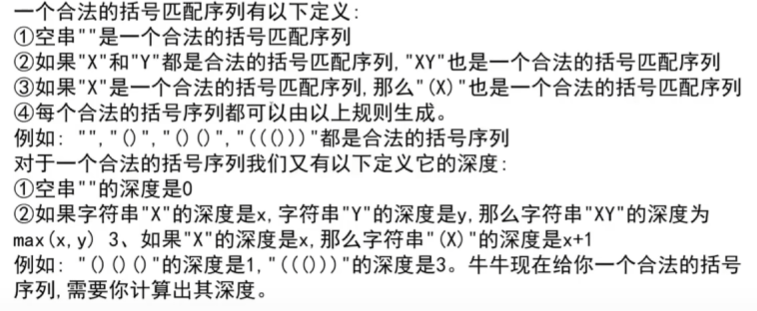 一个合法的括号匹配序列有以下定义:
①空串""是一个合法的括号匹配序列
②如果"X"和"Y"都是合法的括号匹配序列,"XY"也是一个合法的括号匹配序列
③如果"X"是一个合法的括号匹配序列,那么"(X)"也是一个合法的括号匹配序列
④每个合法的括号序列都可以由以上规则生成。
例如: "","()","()()","((()))"都是合法的括号序列
对于一个合法的括号序列我们又有以下定义它的深度:
①空串""的深度是0
②如果字符串"X"的深度是x,字符串"Y"的深度是y,那么字符串"XY"的深度为
max(x,y) 3、如果"X"的深度是x,那么字符串"(X)"的深度是x+1
例如: "()()()"的深度是1,"((()))"的深度是3。牛牛现在给你一个合法的括号
序列,需要你计算出其深度。